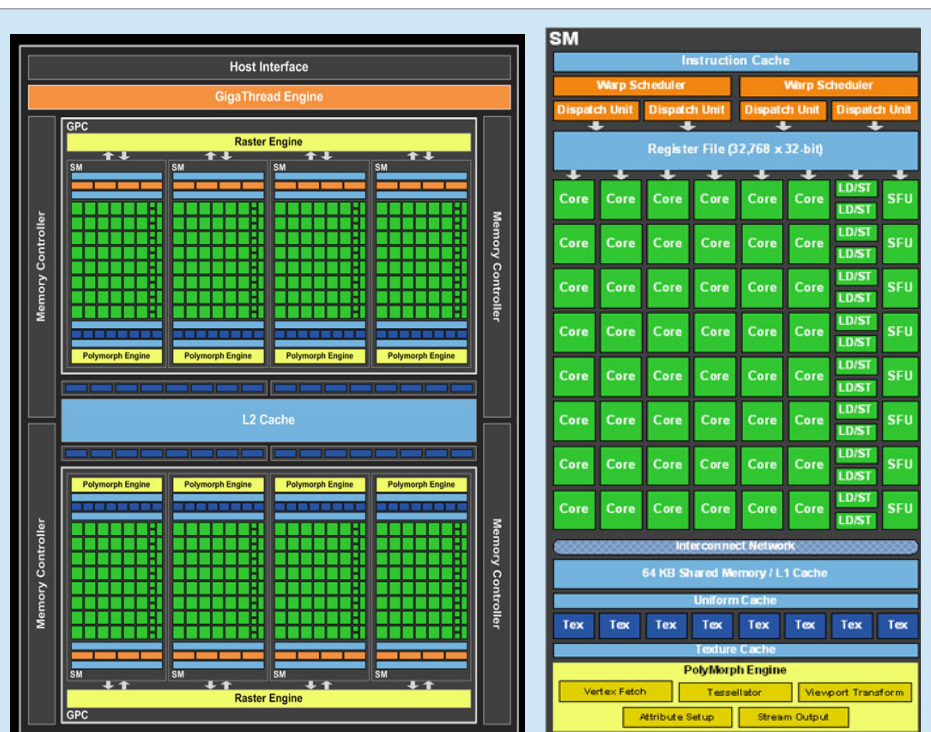 Host Interface
GigaThread Engine
GPC
Raster Engine
SM SM SM SM
Memory Controller
Memory Controller
Polymorph Engine Polymorph Engine Polymorph Engine Polymorph Engine
L2 Cache
Polymorph Engine Polymorph Engine Polymorph Engine Polymorph Engine
Memory Controller
Memory Controller
SM SM SM SM
Raster Engine
GPC
SM
Instruction Cache
Warp Scheduler Warp Scheduler
Dispatch Unit Dispatch Unit Dispatch Unit Dispatch Unit
Register File (32,768 x 32-bit)
Core Core Core Core Core Core LD/ST LD/ST SFU
Core Core Core Core Core Core LD/ST LD/ST SFU
Core Core Core Core Core Core LD/ST LD/ST SFU
Core Core Core Core Core Core LD/ST LD/ST SFU
Core Core Core Core Core Core LD/ST LD/ST SFU
Core Core Core Core Core Core LD/ST LD/ST SFU
Core Core Core Core Core Core LD/ST LD/ST SFU
Core Core Core Core Core Core LD/ST LD/ST SFU
Interconnect Network
64 KB Shared Memory / L1 Cache
Uniform Cache
Tex Tex Tex Tex Tex Tex Tex Tex
Texture Cache
PolyMorph Engine
Vertex Fetch Tessellator Viewport Transform
Attribute Setup Stream Output